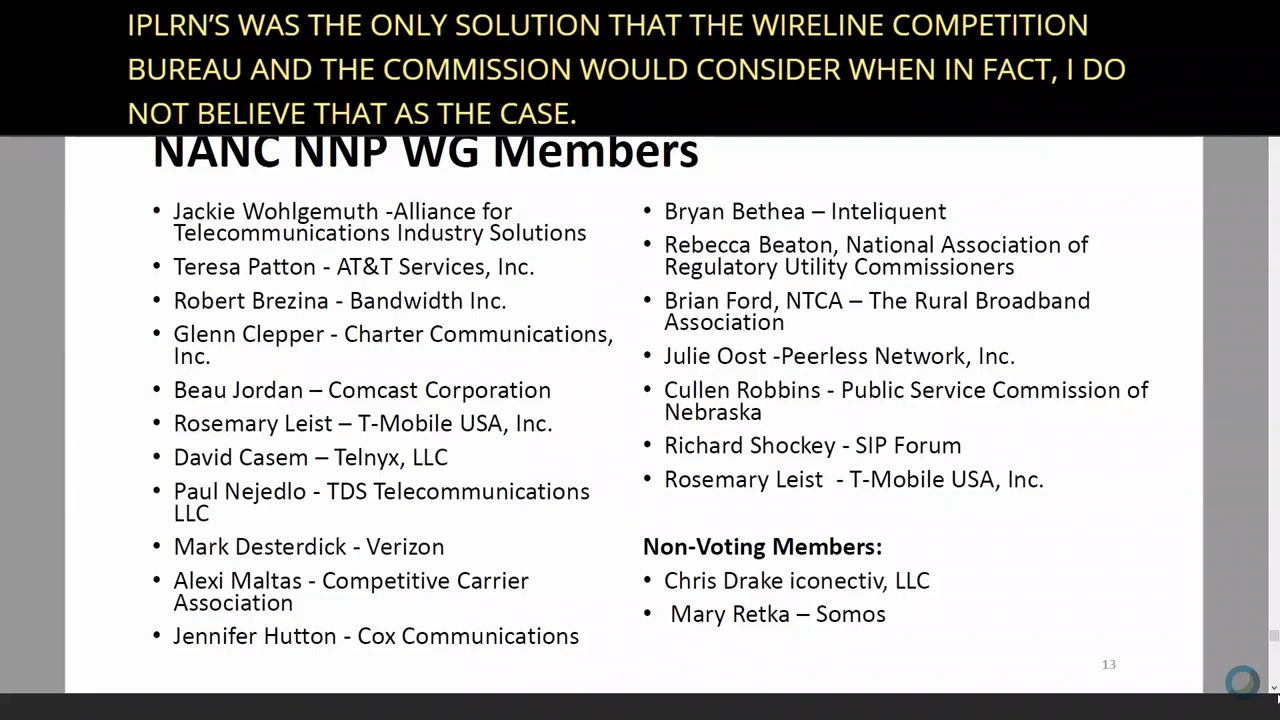 IPLRN'S WAS THE ONLY SOLUTION THAT THE WIRELINE COMPETITION
BUREAU AND THE COMMISSION WOULD CONSIDER WHEN IN FACT, I DO
NOT BELIEVE THAT AS THE CASE.
NANC NNP WG Members
• Jackie Wohlgemuth -Alliance for
Telecommunications Industry Solutions
• Teresa Patton - AT&T Services, Inc.
• Robert Brezina - Bandwidth Inc.
• Glenn Clepper - Charter Communications,
Inc.
• Beau Jordan – Comcast Corporation
• Rosemary Leist – T-Mobile USA, Inc.
• David Casem – Telnyx, LLC
• Paul Nejedlo - TDS Telecommunications
LLC
• Mark Desterdick - Verizon
• Alexi Maltas - Competitive Carrier
Association
• Jennifer Hutton - Cox Communications
• Bryan Bethea – Inteliquent
• Rebecca Beaton, National Association of
Regulatory Utility Commissioners
• Brian Ford, NTCA – The Rural Broadband
Association
• Julie Oost -Peerless Network, Inc.
• Cullen Robbins - Public Service Commission of
Nebraska
• Richard Shockey - SIP Forum
• Rosemary Leist - T-Mobile USA, Inc.
Non-Voting Members:
• Chris Drake iconectiv, LLC
• Mary Retka – Somos
13